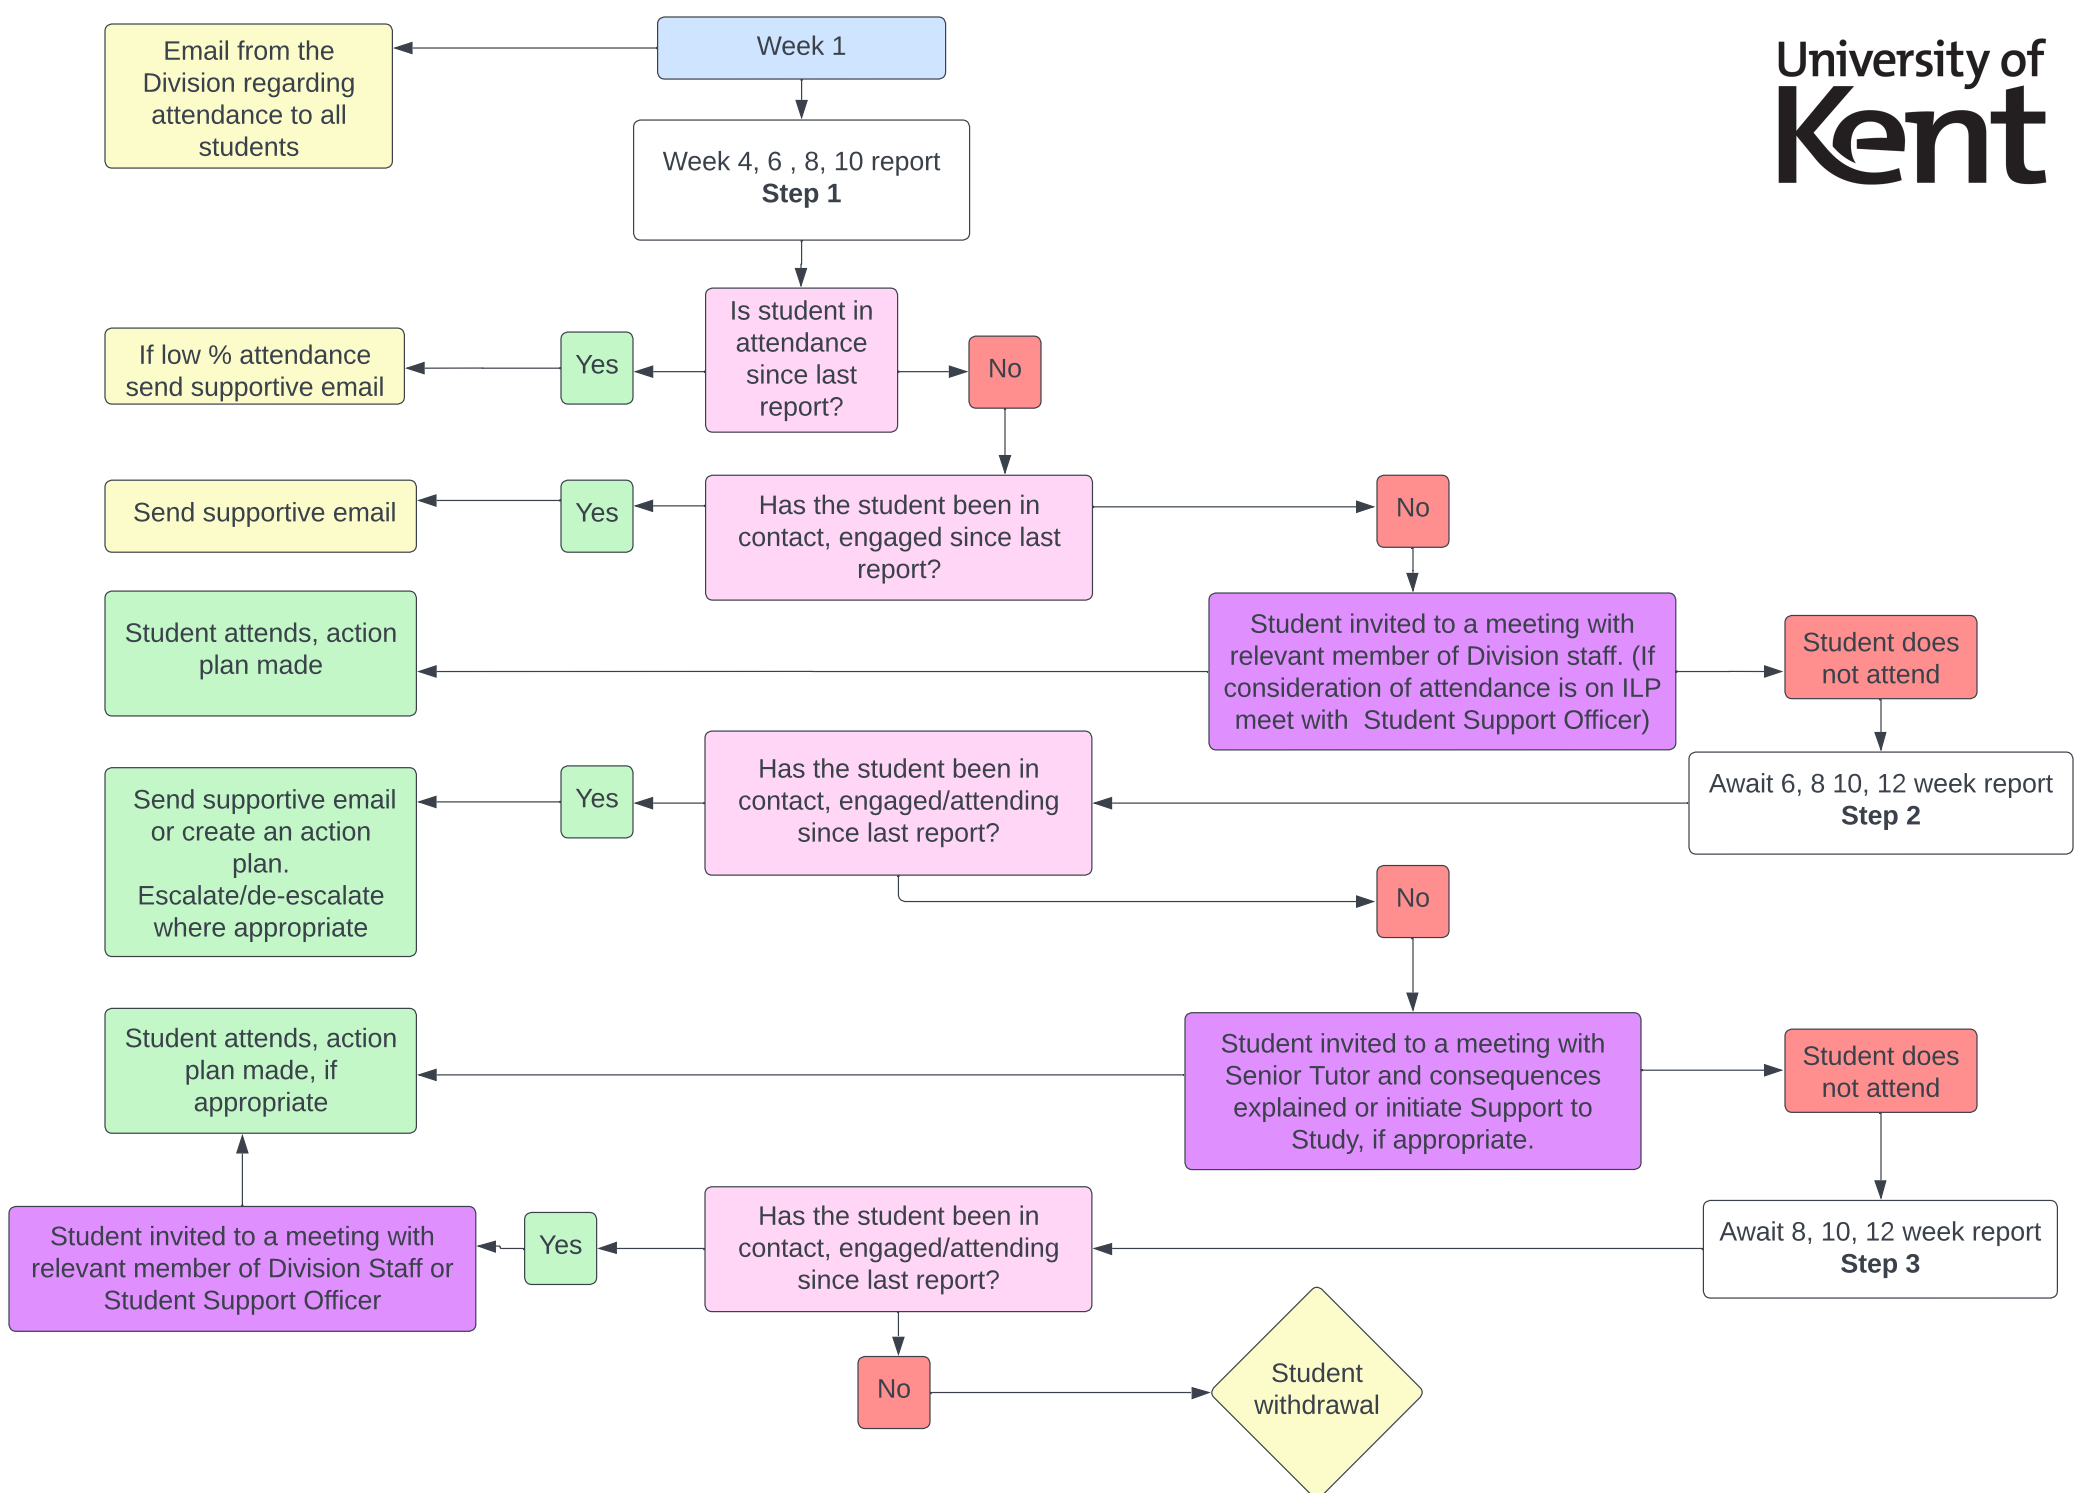 Email from the
Division regarding
attendance to all
students
Week 1
University of
Kent
Week 4, 6 , 8, 10 report
Step 1
Is student in
attendance
since last
report?
If low % attendance
send supportive email
Yes
No
Send supportive email
Yes
Has the student been in
contact, engaged since last
report?
No
Student attends, action
plan made
Student invited to a meeting with
relevant member of Division staff. (If
consideration of attendance is on ILP
meet with  Student Support Officer)
Student does
not attend
Send supportive email
or create an action
plan.
Escalate/de-escalate
where appropriate
Yes
Has the student been in
contact, engaged/attending
since last report?
Await 6, 8 10, 12 week report
Step 2
No
Student attends, action
plan made, if
appropriate
Student invited to a meeting with
Senior Tutor and consequences
explained or initiate Support to
Study, if appropriate.
Student does
not attend
Student invited to a meeting with
relevant member of Division Staff or
Student Support Officer
Yes
Has the student been in
contact, engaged/attending
since last report?
Await 8, 10, 12 week report
Step 3
No
Student
withdrawal